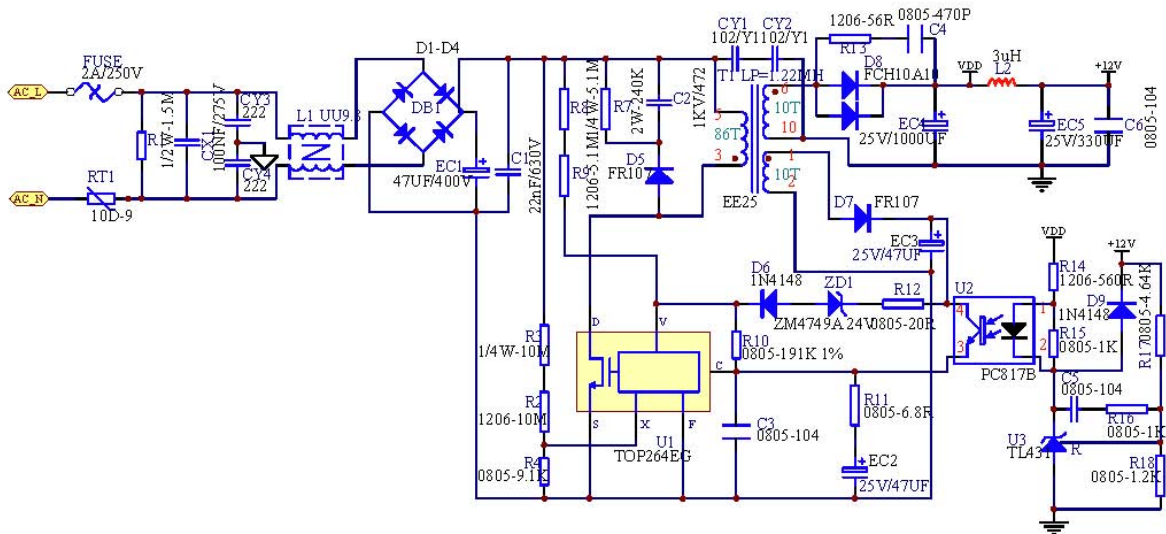 CY1 CY2
102/Y1102/Y1
1206-56R
0805-470P
C4
RT3
D8
FCH10A10
VDD
3uH
L2
+12V
FUSE
2A/250V
D1-D4
AC_L
R1
1/2W-1.5M
CX1
100NF/275V
CY3
222
CY4
222
L1 UU9.8
DB1
EC1
47UF/400V
C1
22nF/630V
R8
R9
1206-5.1M1/4W-5.1M
R7
2W-240K
C2
1KV/472
D5
FR107
T1 LP=1.22MH
5
86T
3
6
10T
10
1
10T
2
EE25
EC4
25V/1000UF
EC5
25V/330UF
C6
0805-104
AC_N
RT1
10D-9
D7
FR107
EC3
25V/47UF
D6
1N4148
ZD1
ZM4749A 24V
R12
0805-20R
U2
4
3
1
2
PC817B
VDD
R14
1206-560R
R15
0805-1K
+12V
D9
1N4148
R17
0805-4.64K
R3
1/4W-10M
R2
1206-10M
R4
0805-9.1K
D
V
C
S
X
F
U1
TOP264EG
R10
0805-191K 1%
C3
0805-104
R11
0805-6.8R
EC2
25V/47UF
C5
0805-104
R16
0805-1K
U3
TL431
R
R18
0805-1.2K